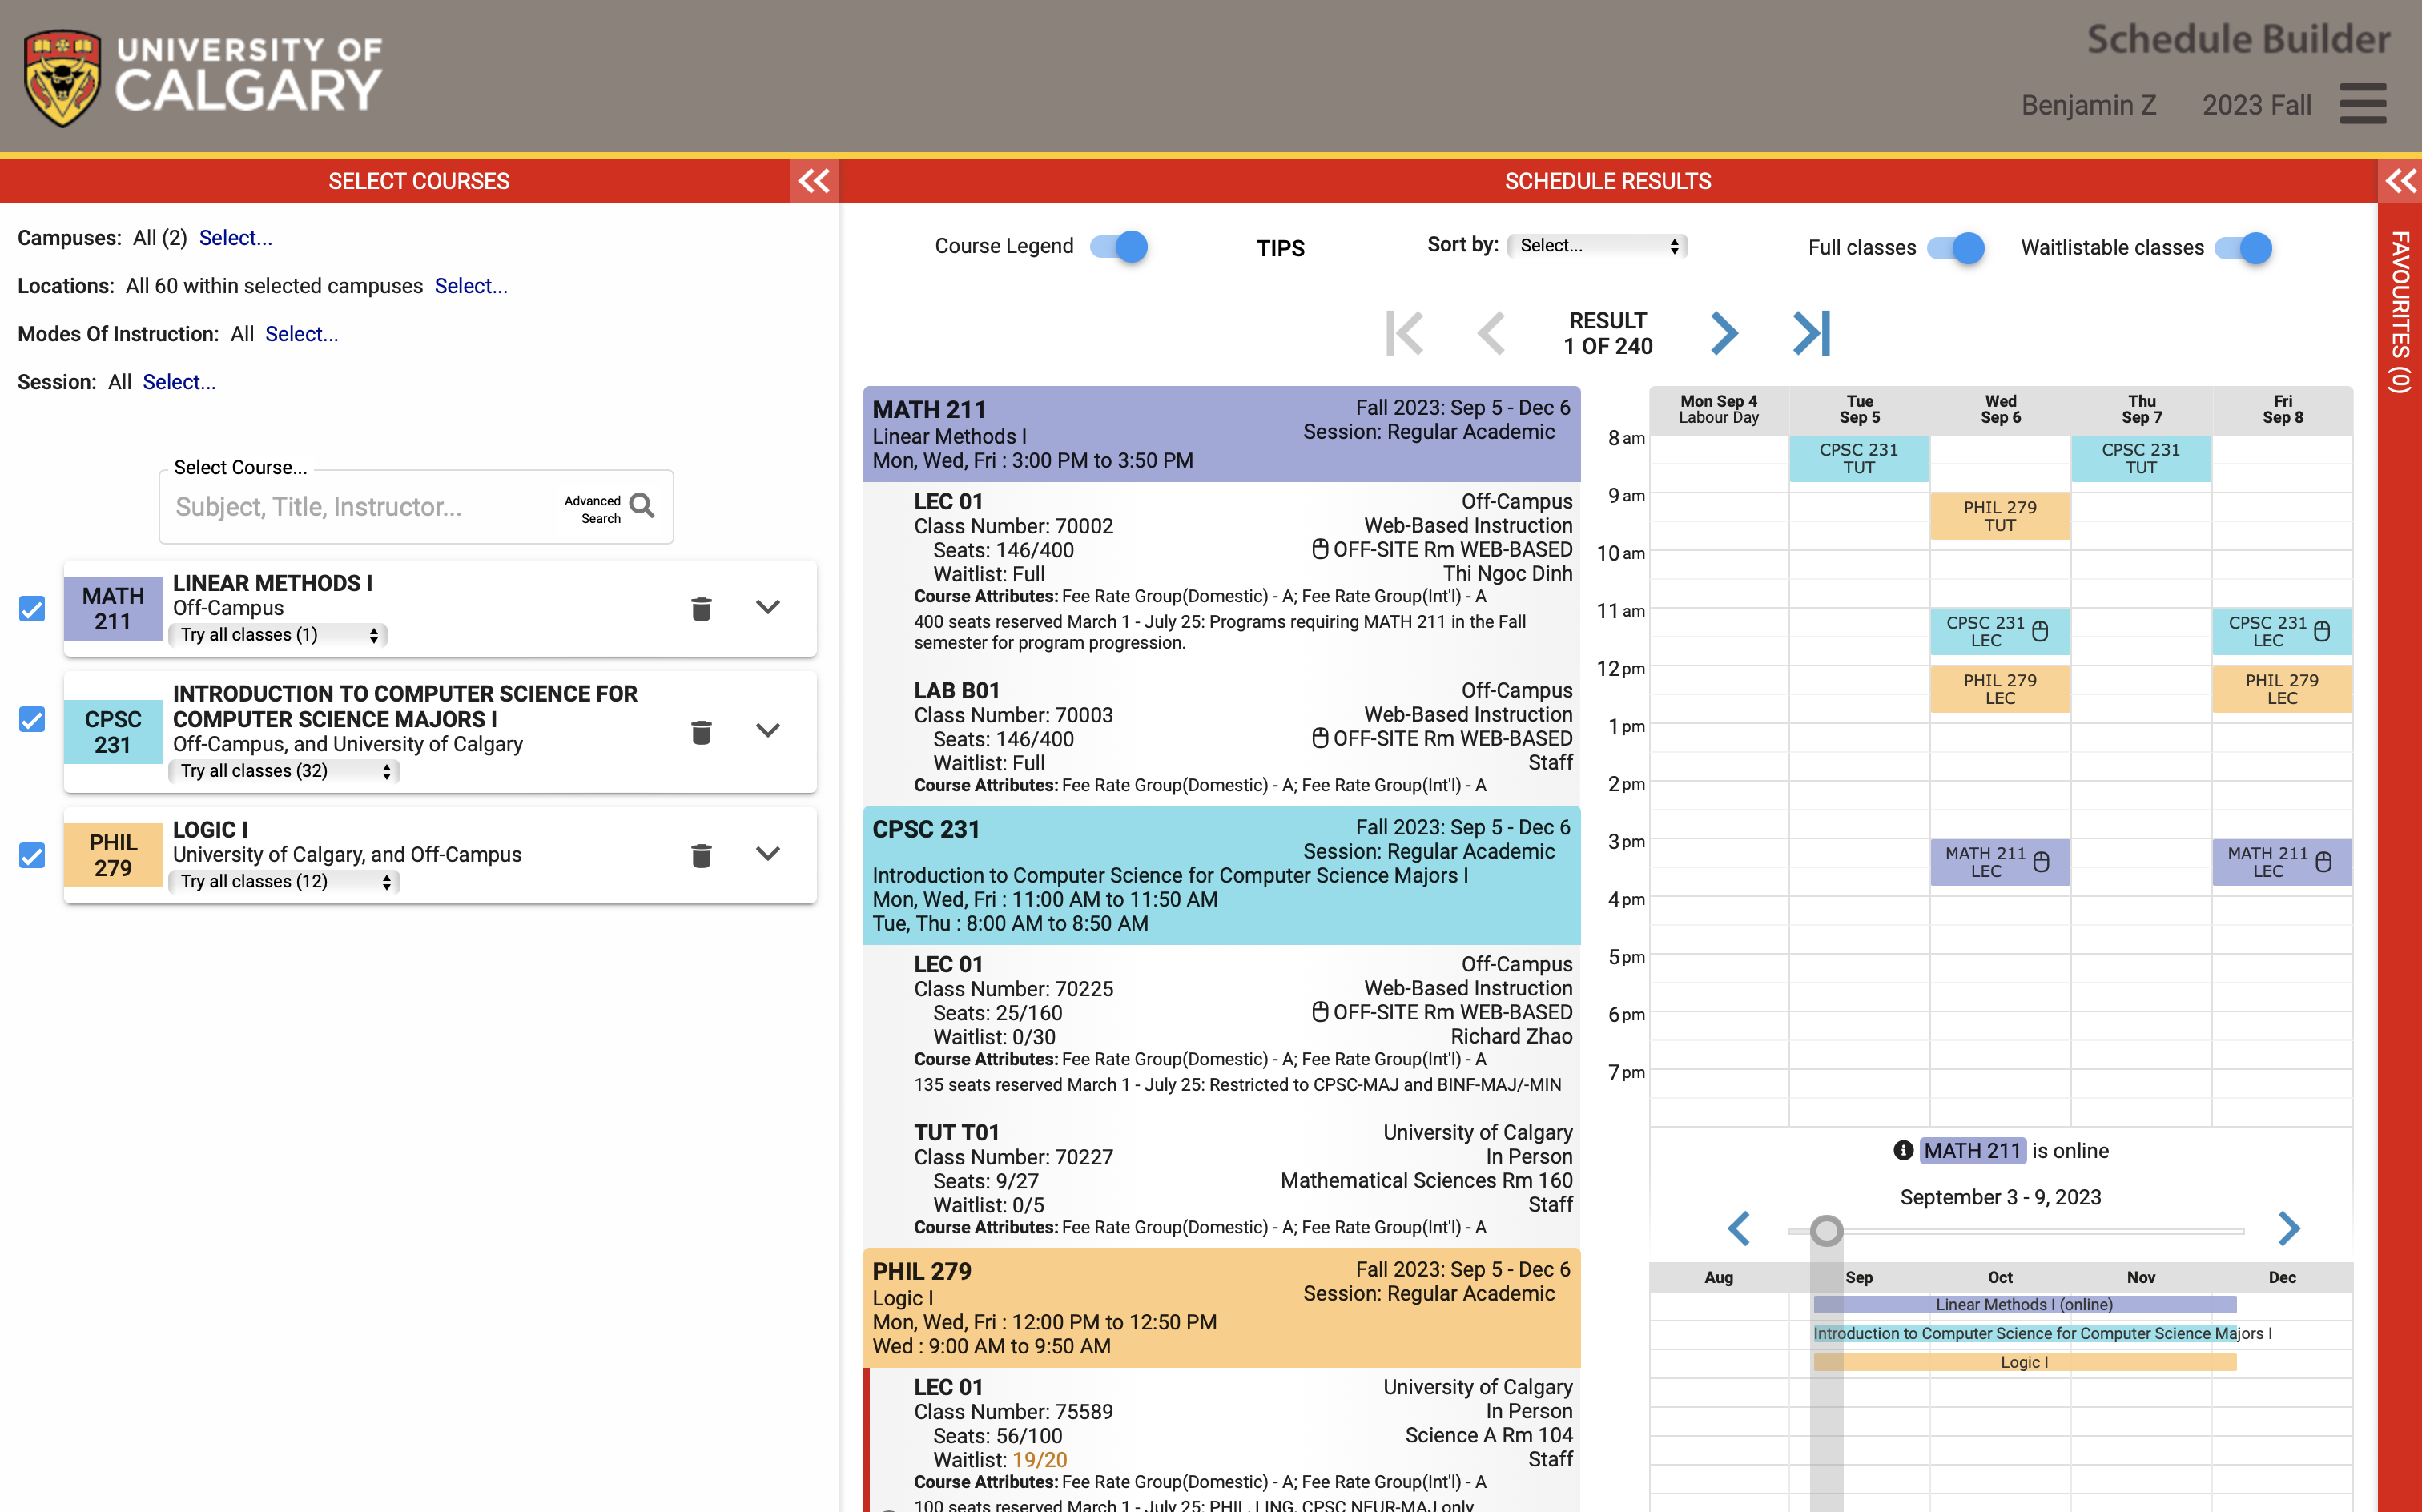 UNIVERSITY OF
CALGARY
Schedule Builder
Benjamin Z 2023 Fall
SELECT COURSES
SCHEDULE RESULTS
FAVOURITES (0)
Campuses: All (2) Select...
Locations: All 60 within selected campuses Select...
Modes Of Instruction: All Select...
Session: All Select...
Select Course...
Subject, Title, Instructor...
Advanced
Search
MATH
211
LINEAR METHODS I
Off-Campus
Try all classes (1)
CPSC
231
INTRODUCTION TO COMPUTER SCIENCE FOR
COMPUTER SCIENCE MAJORS I
Off-Campus, and University of Calgary
Try all classes (32)
PHIL
279
LOGIC I
University of Calgary, and Off-Campus
Try all classes (12)
Course Legend
TIPS
Sort by: Select...
Full classes
Waitlistable classes
RESULT
1 OF 240
MATH 211
Fall 2023: Sep 5 - Dec 6
Linear Methods I
Session: Regular Academic
Mon, Wed, Fri : 3:00 PM to 3:50 PM
LEC 01
Off-Campus
Class Number: 70002
Web-Based Instruction
Seats: 146/400
OFF-SITE Rm WEB-BASED
Waitlist: Full
Thi Ngoc Dinh
Course Attributes: Fee Rate Group(Domestic) - A; Fee Rate Group(Int'l) - A
400 seats reserved March 1 - July 25: Programs requiring MATH 211 in the Fall
semester for program progression.
LAB B01
Off-Campus
Class Number: 70003
Web-Based Instruction
Seats: 146/400
OFF-SITE Rm WEB-BASED
Waitlist: Full
Staff
Course Attributes: Fee Rate Group(Domestic) - A; Fee Rate Group(Int'l) - A
CPSC 231
Fall 2023: Sep 5 - Dec 6
Session: Regular Academic
Introduction to Computer Science for Computer Science Majors I
Mon, Wed, Fri : 11:00 AM to 11:50 AM
Tue, Thu : 8:00 AM to 8:50 AM
LEC 01
Off-Campus
Class Number: 70225
Web-Based Instruction
Seats: 25/160
OFF-SITE Rm WEB-BASED
Waitlist: 0/30
Richard Zhao
Course Attributes: Fee Rate Group(Domestic) - A; Fee Rate Group(Int'l) - A
135 seats reserved March 1 - July 25: Restricted to CPSC-MAJ and BINF-MAJ/-MIN
TUT T01
University of Calgary
Class Number: 70227
In Person
Seats: 9/27
Mathematical Sciences Rm 160
Waitlist: 0/5
Staff
Course Attributes: Fee Rate Group(Domestic) - A; Fee Rate Group(Int'l) - A
PHIL 279
Fall 2023: Sep 5 - Dec 6
Logic I
Session: Regular Academic
Mon, Wed, Fri : 12:00 PM to 12:50 PM
Wed : 9:00 AM to 9:50 AM
LEC 01
University of Calgary
Class Number: 75589
In Person
Seats: 56/100
Science A Rm 104
Waitlist: 19/20
Staff
Course Attributes: Fee Rate Group(Domestic) - A; Fee Rate Group(Int'l) - A
100 seats reserved March 1 - July 25: PHIL, LING, CPSC NEUR-MAJ only
Mon Sep 4
Labour Day
Tue
Sep 5
Wed
Sep 6
Thu
Sep 7
Fri
Sep 8
8 am
CPSC 231
TUT
CPSC 231
TUT
9 am
PHIL 279
TUT
10 am
11 am
CPSC 231
LEC
CPSC 231
LEC
12 pm
PHIL 279
LEC
PHIL 279
LEC
1 pm
2 pm
3 pm
MATH 211
LEC
MATH 211
LEC
4 pm
5 pm
6 pm
7 pm
MATH 211 is online
September 3 - 9, 2023
Aug Sep Oct Nov Dec
Linear Methods I (online)
Introduction to Computer Science for Computer Science Majors I
Logic I